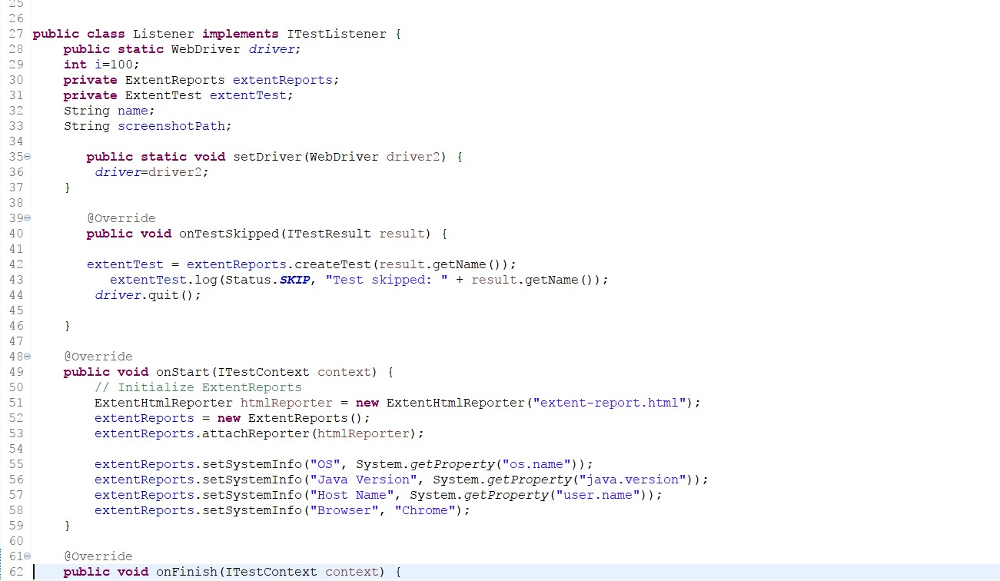 25
26
27 public class Listener implements ITestListener {
28 public static WebDriver driver;
29 int i=100;
30 private ExtentReports extentReports;
31 private ExtentTest extentTest;
32 String name;
33 String screenshotPath;
34
35 public static void setDriver(WebDriver driver2) {
36 driver=driver2;
37 }
38
39 @Override
40 public void onTestSkipped(ITestResult result) {
41
42 extentTest = extentReports.createTest(result.getName());
43 extentTest.log(Status.SKIP, "Test skipped: " + result.getName());
44 driver.quit();
45
46 }
47
48 @Override
49 public void onStart(ITestContext context) {
50 // Initialize ExtentReports
51 ExtentHtmlReporter htmlReporter = new ExtentHtmlReporter("extent-report.html");
52 extentReports = new ExtentReports();
53 extentReports.attachReporter(htmlReporter);
54
55 extentReports.setSystemInfo("OS", System.getProperty("os.name"));
56 extentReports.setSystemInfo("Java Version", System.getProperty("java.version"));
57 extentReports.setSystemInfo("Host Name", System.getProperty("user.name"));
58 extentReports.setSystemInfo("Browser", "Chrome");
59 }
60
61 @Override
62 public void onFinish(ITestContext context) {